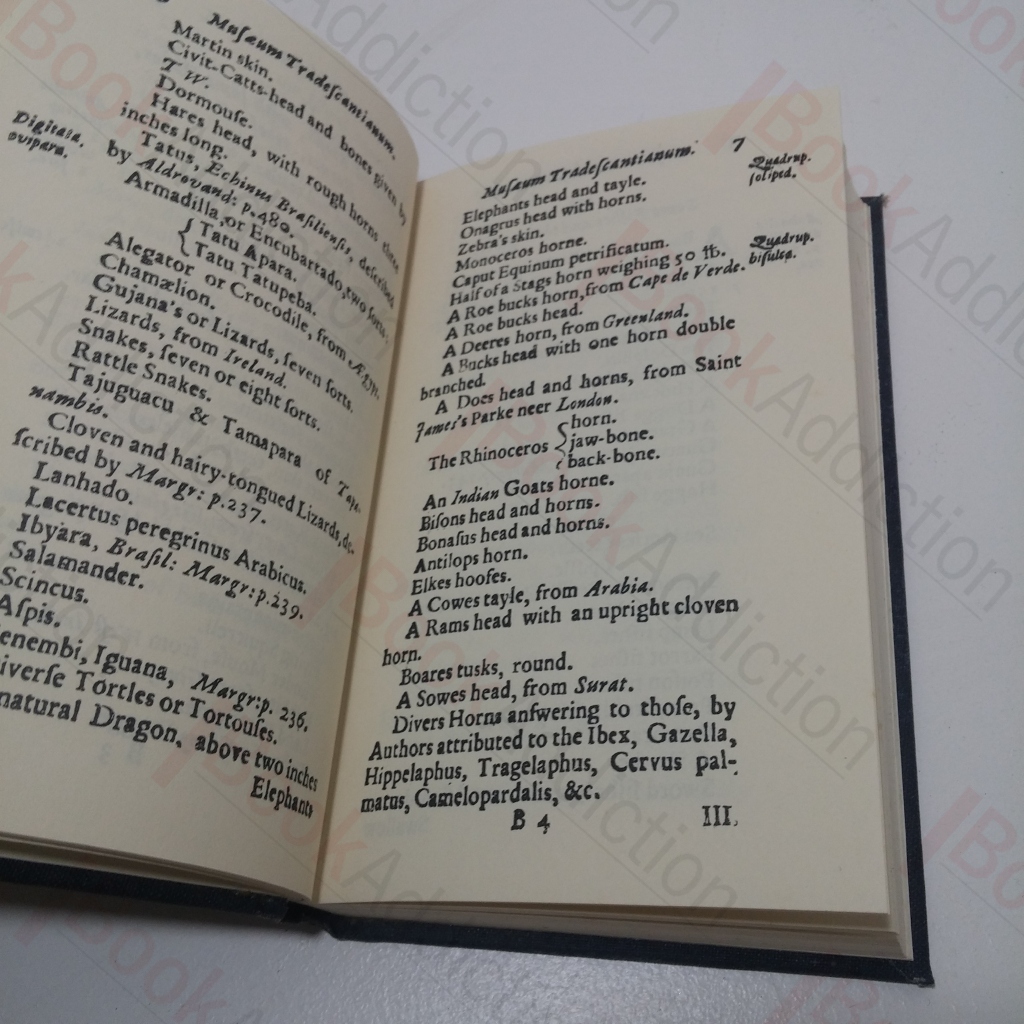 Muſæum Tradeſcantianum.
Martin skin.
Civit-Catts-head and bones given by
T W.
Dormouſe.
Hares head, with rough horns three
inches long.
Digitata.
ovipara.
Tatus, Echinus Braſilienſis, deſcribed
by Aldrovand: p.480.
Armadilla, or Encubartado, two ſorts:
{Tatu Apara.
{Tatu Tatupeba.
Alegator or Crocodile, from Ægypt.
Chamælion.
Gujana's or Lizards, ſeven ſorts.
Lizards, from Ireland.
Snakes, ſeven or eight ſorts.
Rattle Snakes.
Tajuguacu & Tamapara of
nambis.
Cloven and hairy-tongued Lizards, de-
ſcribed by Margr: p.237.
Lanhado.
Lacertus peregrinus Arabicus.
Ibyara, Braſil: Margr: p.239.
Salamander.
Scincus.
Aſpis.
enembi, Iguana, Margr: p. 236.
iverſe Tortles or Tortouſes.
natural Dragon, above two inches
Elephants
Muſæum Tradeſcantianum. 7
Quadrup.
ſoliped.
Elephants head and tayle.
Onagrus head with horns.
Zebra's skin.
Monoceros horne.
Caput Equinum petrificatum.
Quadrup.
biſulca.
Half of a Stags horn weighing 50 ℔.
A Roe bucks horn, from Cape de Verde.
A Roe bucks head.
A Deeres horn, from Greenland.
A Bucks head with one horn double
branched.
A Does head and horns, from Saint
James's Parke neer London.
The Rhinoceros {horn.
jaw-bone.
back-bone.
An Indian Goats horne.
Biſons head and horns.
Bonaſus head and horns.
Antilops horn.
Elkes hoofes.
A Cowes tayle, from Arabia.
A Rams head with an upright cloven
horn.
Boares tusks, round.
A Sowes head, from Surat.
Divers Horns anſwering to thoſe, by
Authors attributed to the Ibex, Gazella,
Hippelaphus, Tragelaphus, Cervus pal-
matus, Camelopardalis, &c.
B 4 III.
BookAddiction